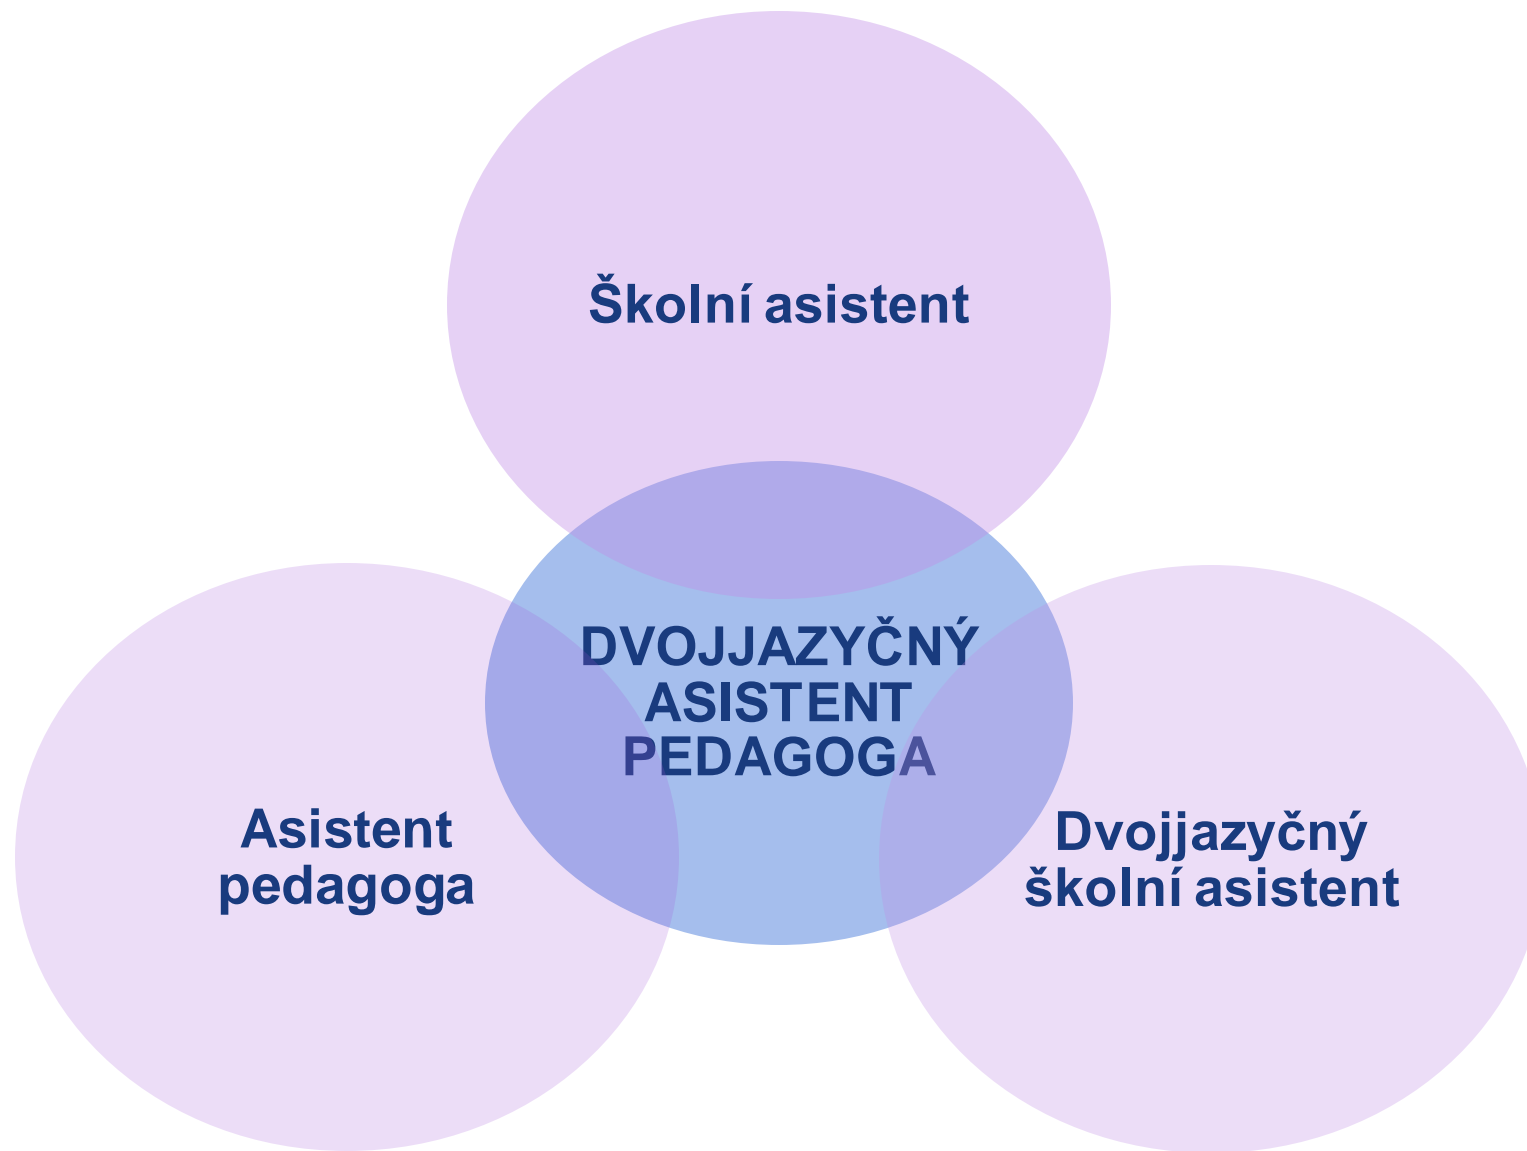 Školní asistent
DVOJJAZYČNÝ
ASISTENT
PEDAGOGA
Asistent
pedagoga
Dvojjazyčný
školní asistent